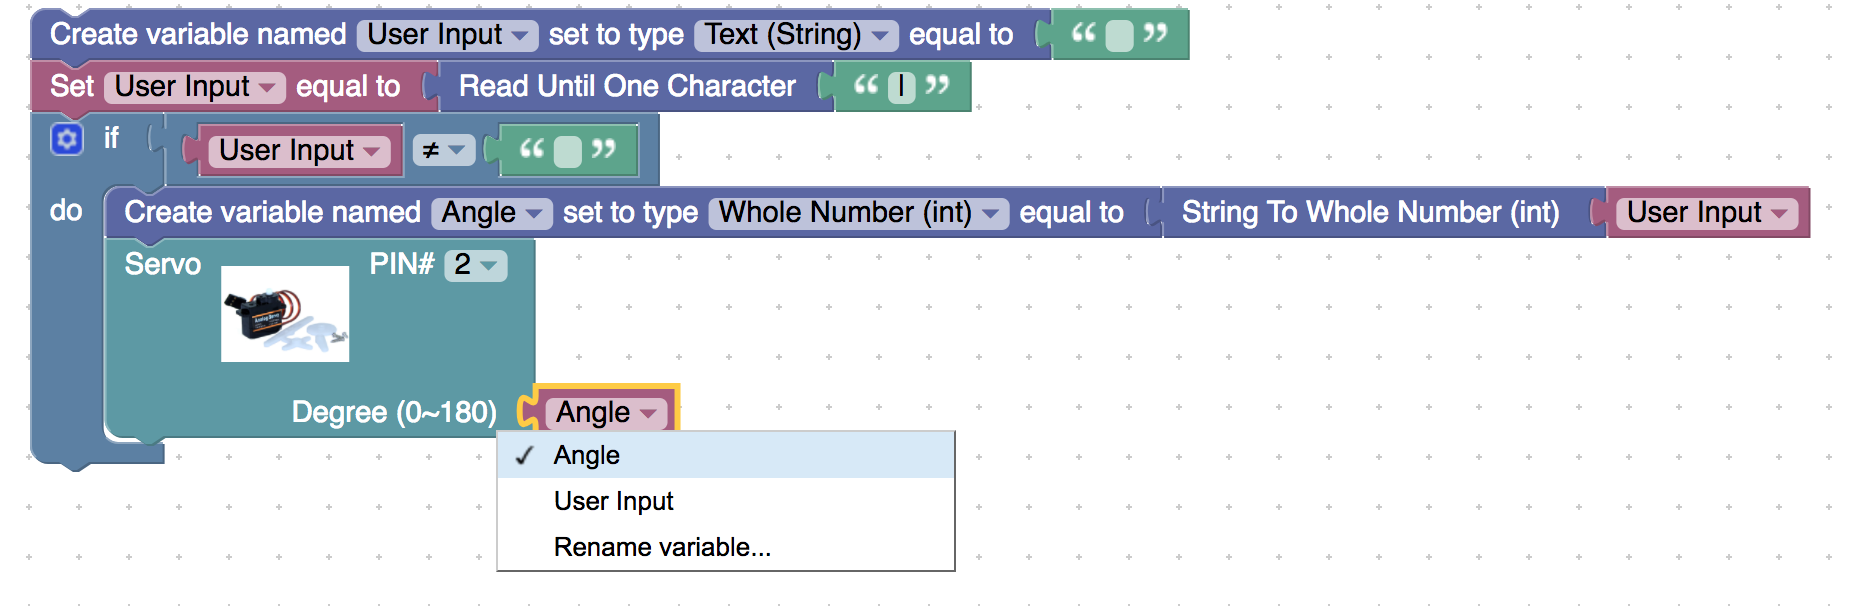 Create variable named User Input set to type Text (String) equal to “ ”
Set User Input equal to Read Until One Character “ | ”
if User Input ≠ “ ”
do Create variable named Angle set to type Whole Number (int) equal to String To Whole Number (int) User Input
Servo PIN# 2
Degree (0~180) Angle
✓ Angle
User Input
Rename variable...